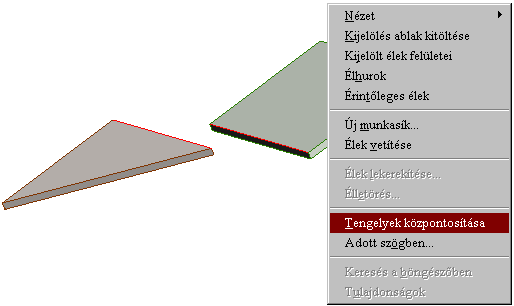 Nézet
Kijelölés ablak kitöltése
Kijelölt élek felületei
Élhurok
Érintőleges élek
Új munkasík...
Élek vetítése
Élek lekerekítése...
Élletörés...
Tengelyek központosítása
Adott szögben...
Keresés a böngészőben
Tulajdonságok